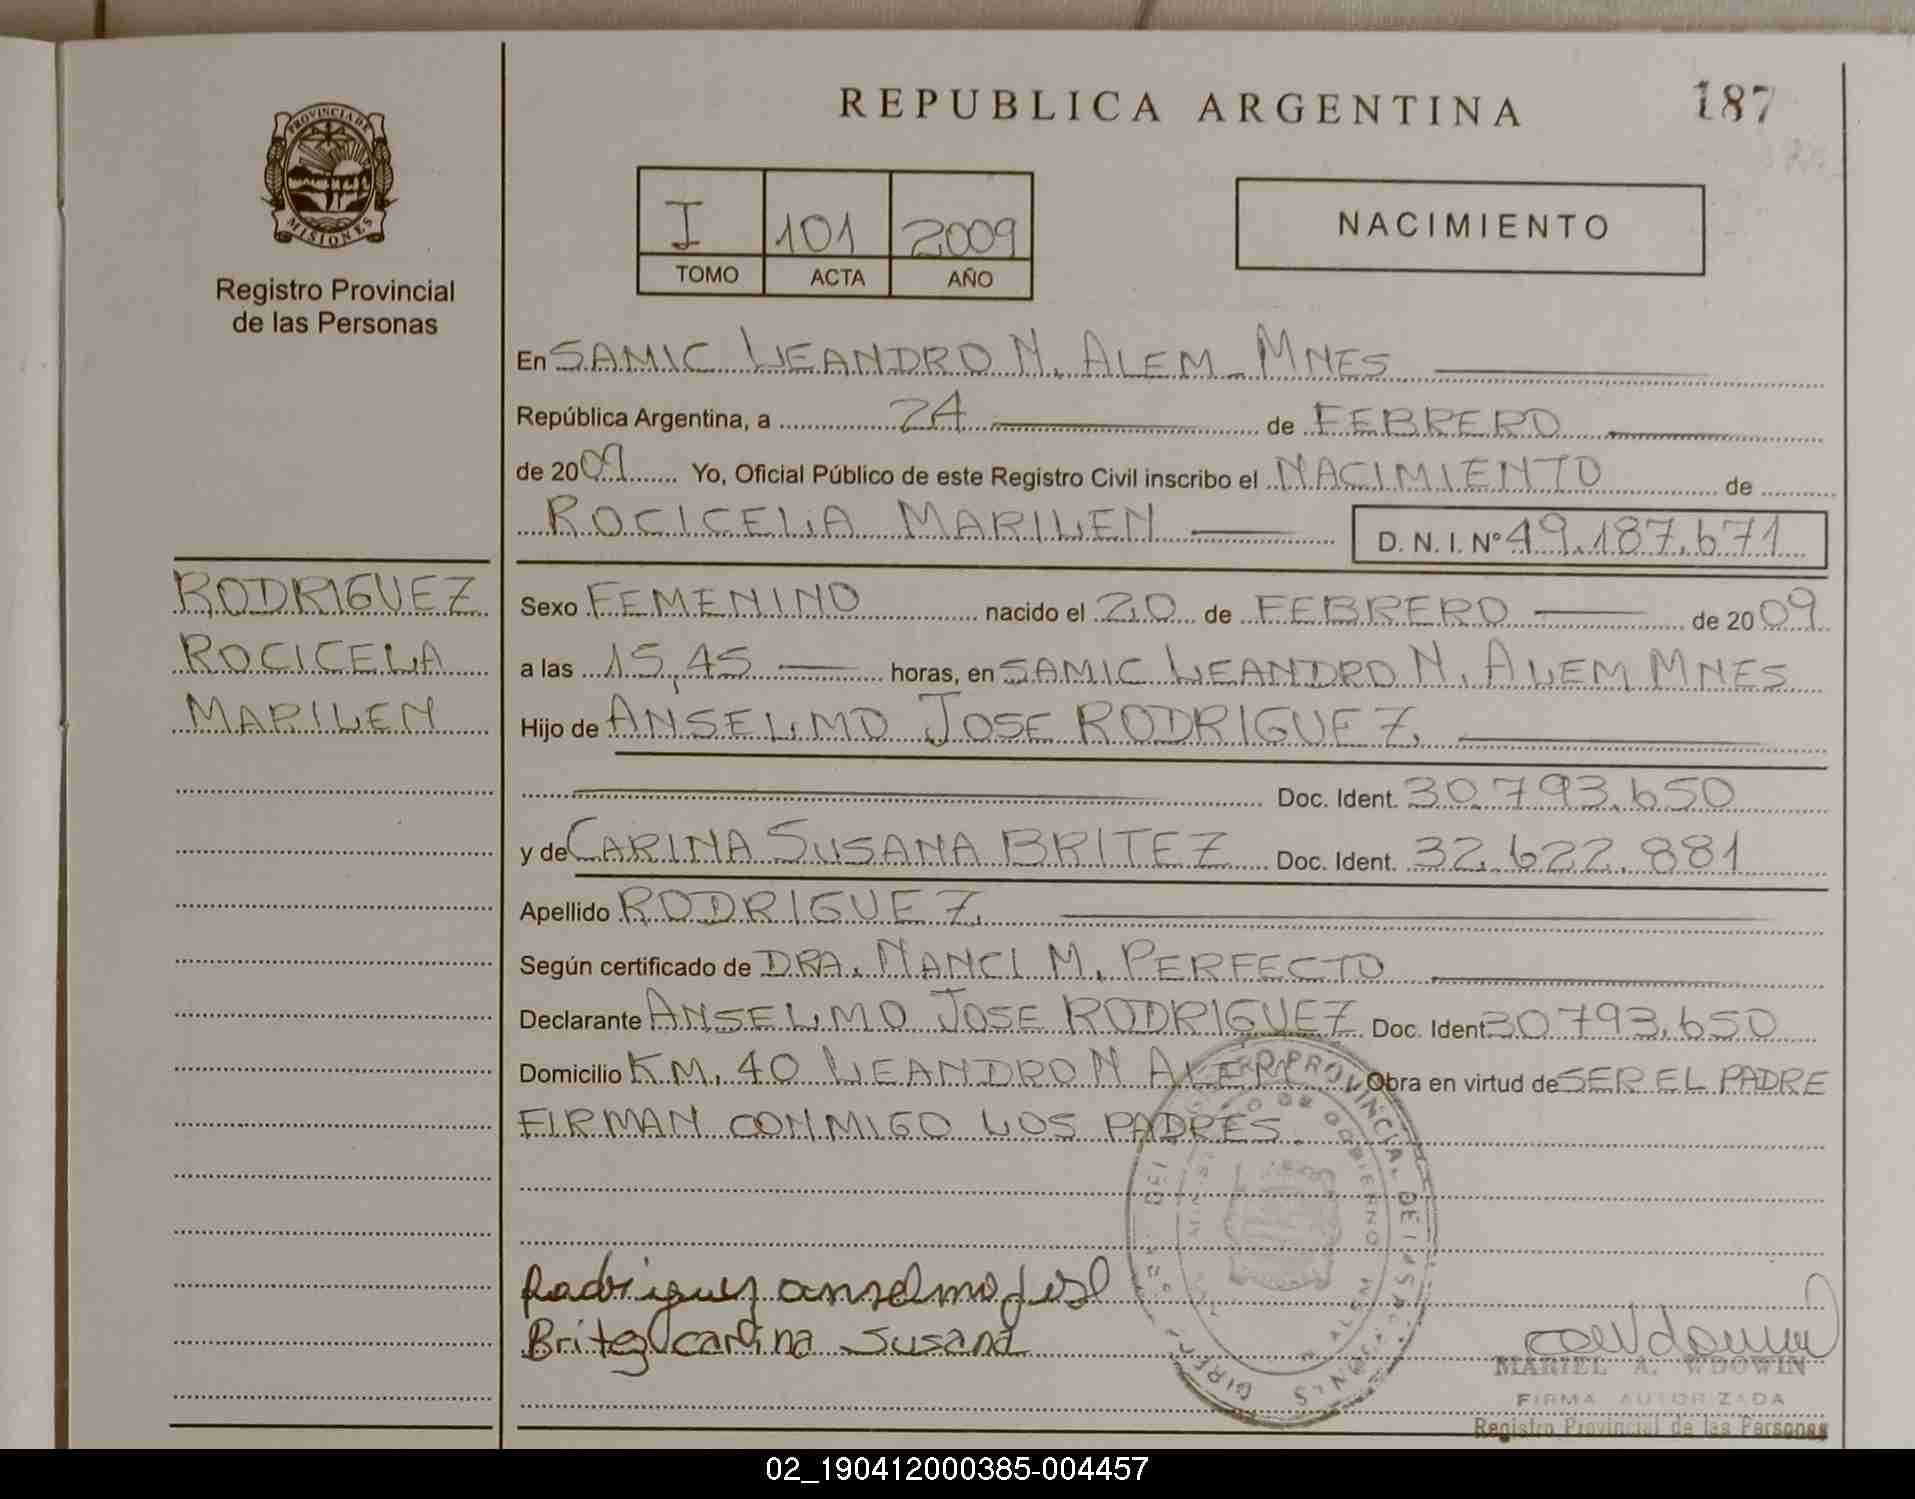 REPUBLICA ARGENTINA
187
PROVINCIA DE
MISIONES
Registro Provincial
de las Personas
I 101 2009
TOMO ACTA AÑO
NACIMIENTO
En SAMIC LEANDRO N. ALEM - MNES
República Argentina, a 24 de FEBRERO
de 2009 Yo, Oficial Público de este Registro Civil inscribo el NACIMIENTO de
ROCICELA MARILEN D. N. I. Nº 49.187.671
RODRIGUEZ
ROCICELA
MARILEN
Sexo FEMENINO nacido el 20 de FEBRERO de 2009
a las 15,45 horas, en SAMIC LEANDRO N. ALEM MNES
Hijo de ANSELMO JOSE RODRIGUEZ.
Doc. Ident. 30.793.650
y de CARINA SUSANA BRITEZ Doc. Ident. 32.622.881
Apellido RODRIGUEZ.
Según certificado de DRA. NANCI M. PERFECTO
Declarante ANSELMO JOSE RODRIGUEZ Doc. Ident 30.793.650
Domicilio KM. 40 LEANDRO N ALEM Obra en virtud de SER EL PADRE
FIRMAN CONMIGO LOS PADRES.
Rodriguez anselmo jose
Britez carina Susana
MARIEL A. WDOWIN
FIRMA AUTORIZADA
Registro Provincial de las Personas
02_190412000385-004457